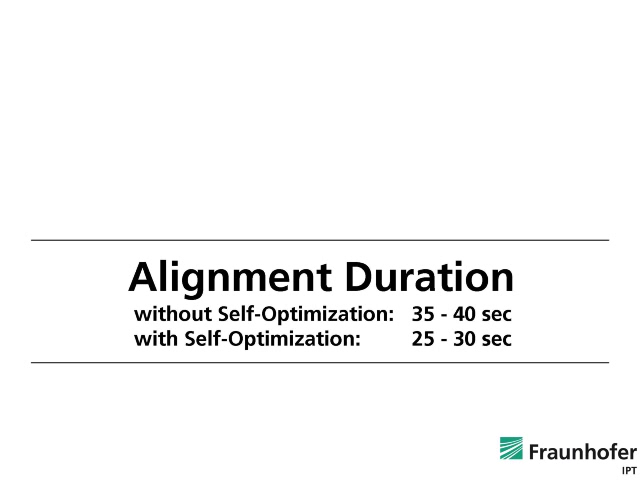 Alignment Duration
without Self-Optimization: 35 - 40 sec
with Self-Optimization: 25 - 30 sec
Fraunhofer
IPT